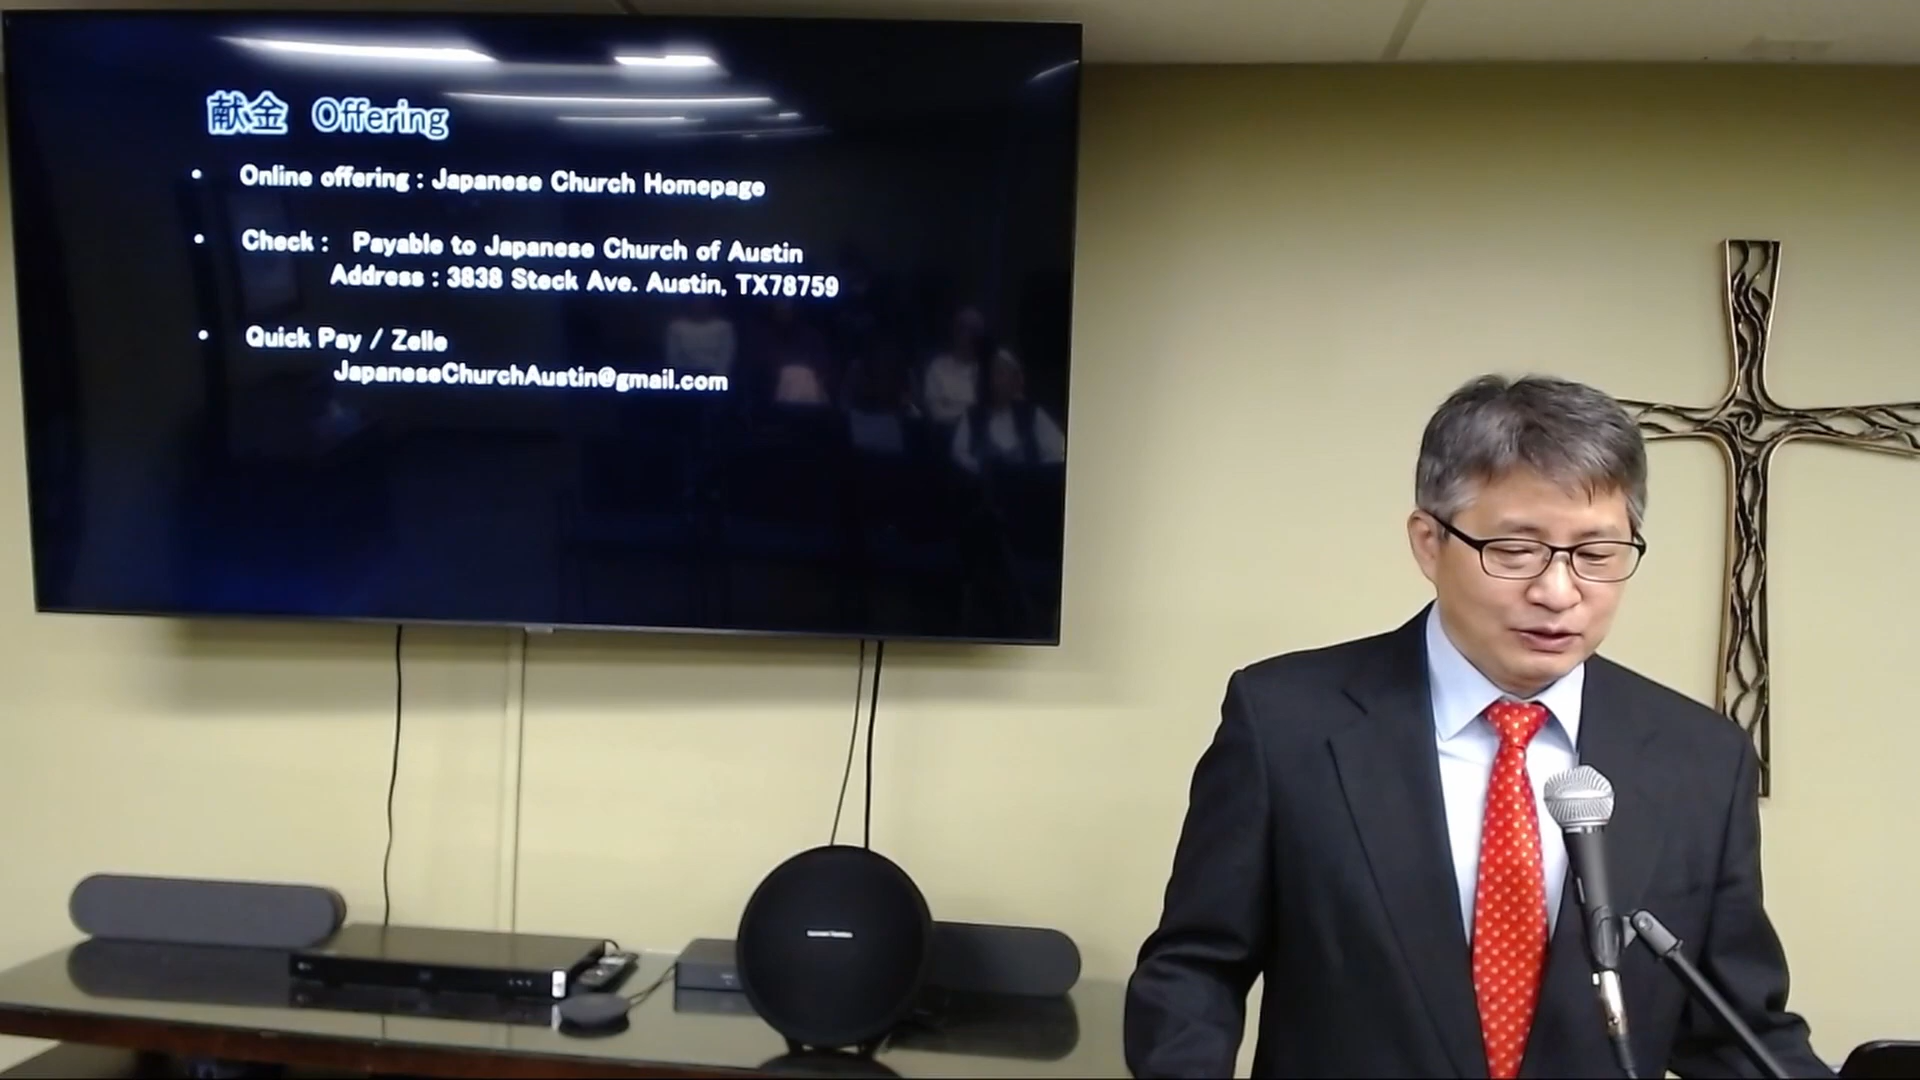 献金 Offering
• Online offering : Japanese Church Homepage
• Check : Payable to Japanese Church of Austin
Address : 3838 Steck Ave. Austin, TX78759
• Quick Pay / Zelle
JapaneseChurchAustin@gmail.com